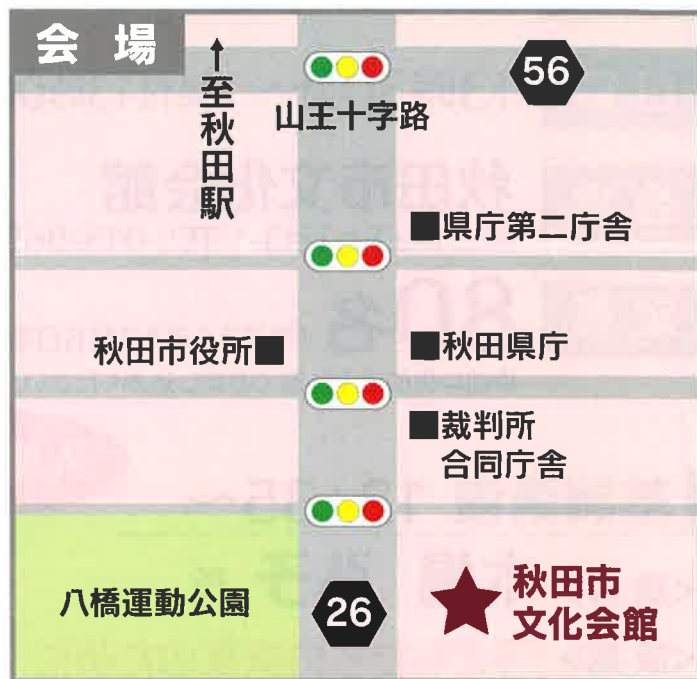 会場
↑至秋田駅
山王十字路
56
■県庁第二庁舎
秋田市役所■
■秋田県庁
■裁判所
合同庁舎
八橋運動公園
26
★秋田市
文化会館